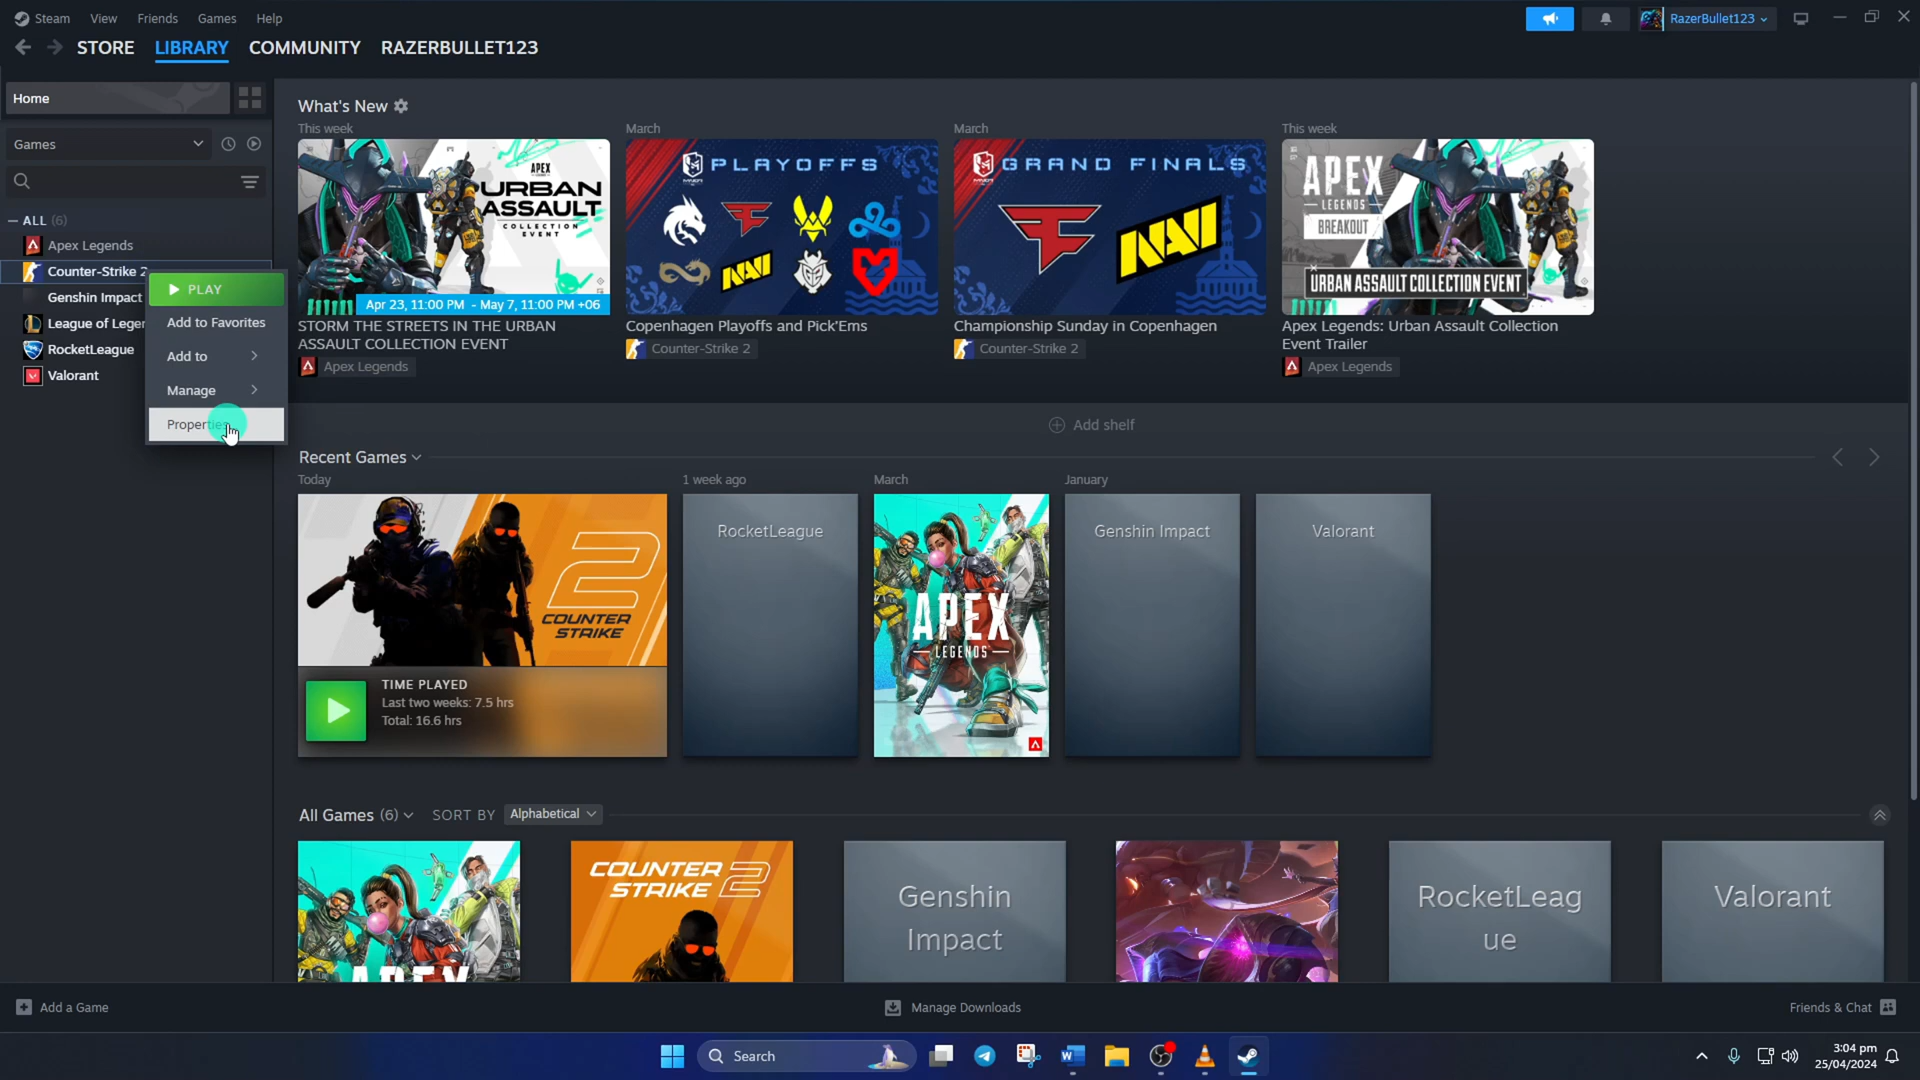 Steam View Friends Games Help
RazerBullet123
STORE LIBRARY COMMUNITY RAZERBULLET123
Home
Games
ALL (6)
Apex Legends
Counter-Strike 2
Genshin Impact
League of Leger
RocketLeague
Valorant
PLAY
Add to Favorites
Add to
Manage
Properties
What's New
This week
March
March
This week
APEX
URBAN
ASSAULT
COLLECTION
EVENT
Apr 23, 11:00 PM - May 7, 11:00 PM +06
PLAYOFFS
NAVI
GRAND FINALS
NAVI
APEX
LEGENDS
BREAKOUT
URBAN ASSAULT COLLECTION EVENT
STORM THE STREETS IN THE URBAN
ASSAULT COLLECTION EVENT
Apex Legends
Copenhagen Playoffs and Pick'Ems
Counter-Strike 2
Championship Sunday in Copenhagen
Counter-Strike 2
Apex Legends: Urban Assault Collection
Event Trailer
Apex Legends
Add shelf
Recent Games
Today
1 week ago
March
January
2
COUNTER
STRIKE
TIME PLAYED
Last two weeks: 7.5 hrs
Total: 16.6 hrs
RocketLeague
APEX
LEGENDS
Genshin Impact
Valorant
All Games (6) SORT BY Alphabetical
APEX
COUNTER
STRIKE 2
Genshin
Impact
RocketLeag
ue
Valorant
Add a Game
Manage Downloads
Friends & Chat
Search
3:04 pm
25/04/2024